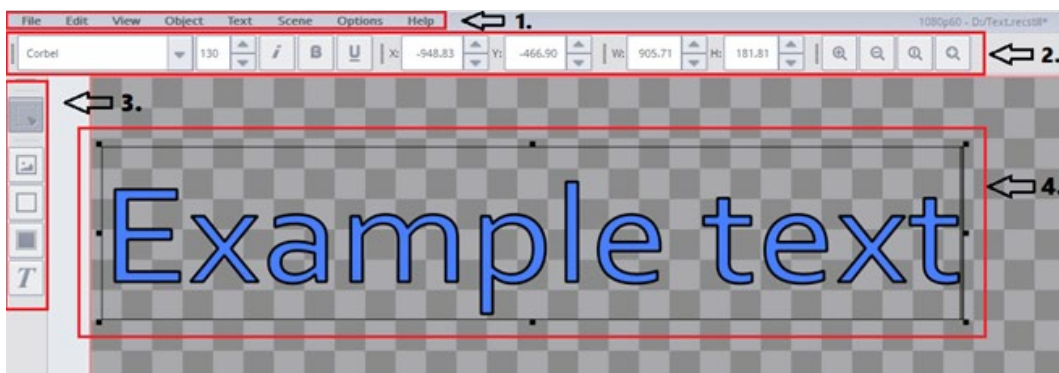 File Edit View Object Text Scene Options Help 1. 1080p60 - D:/Text.recstill*
Corbel 130 i B U X: -948.83 Y: -466.90 W: 905.71 H: 181.81 2.
3.
Example text
4.
T